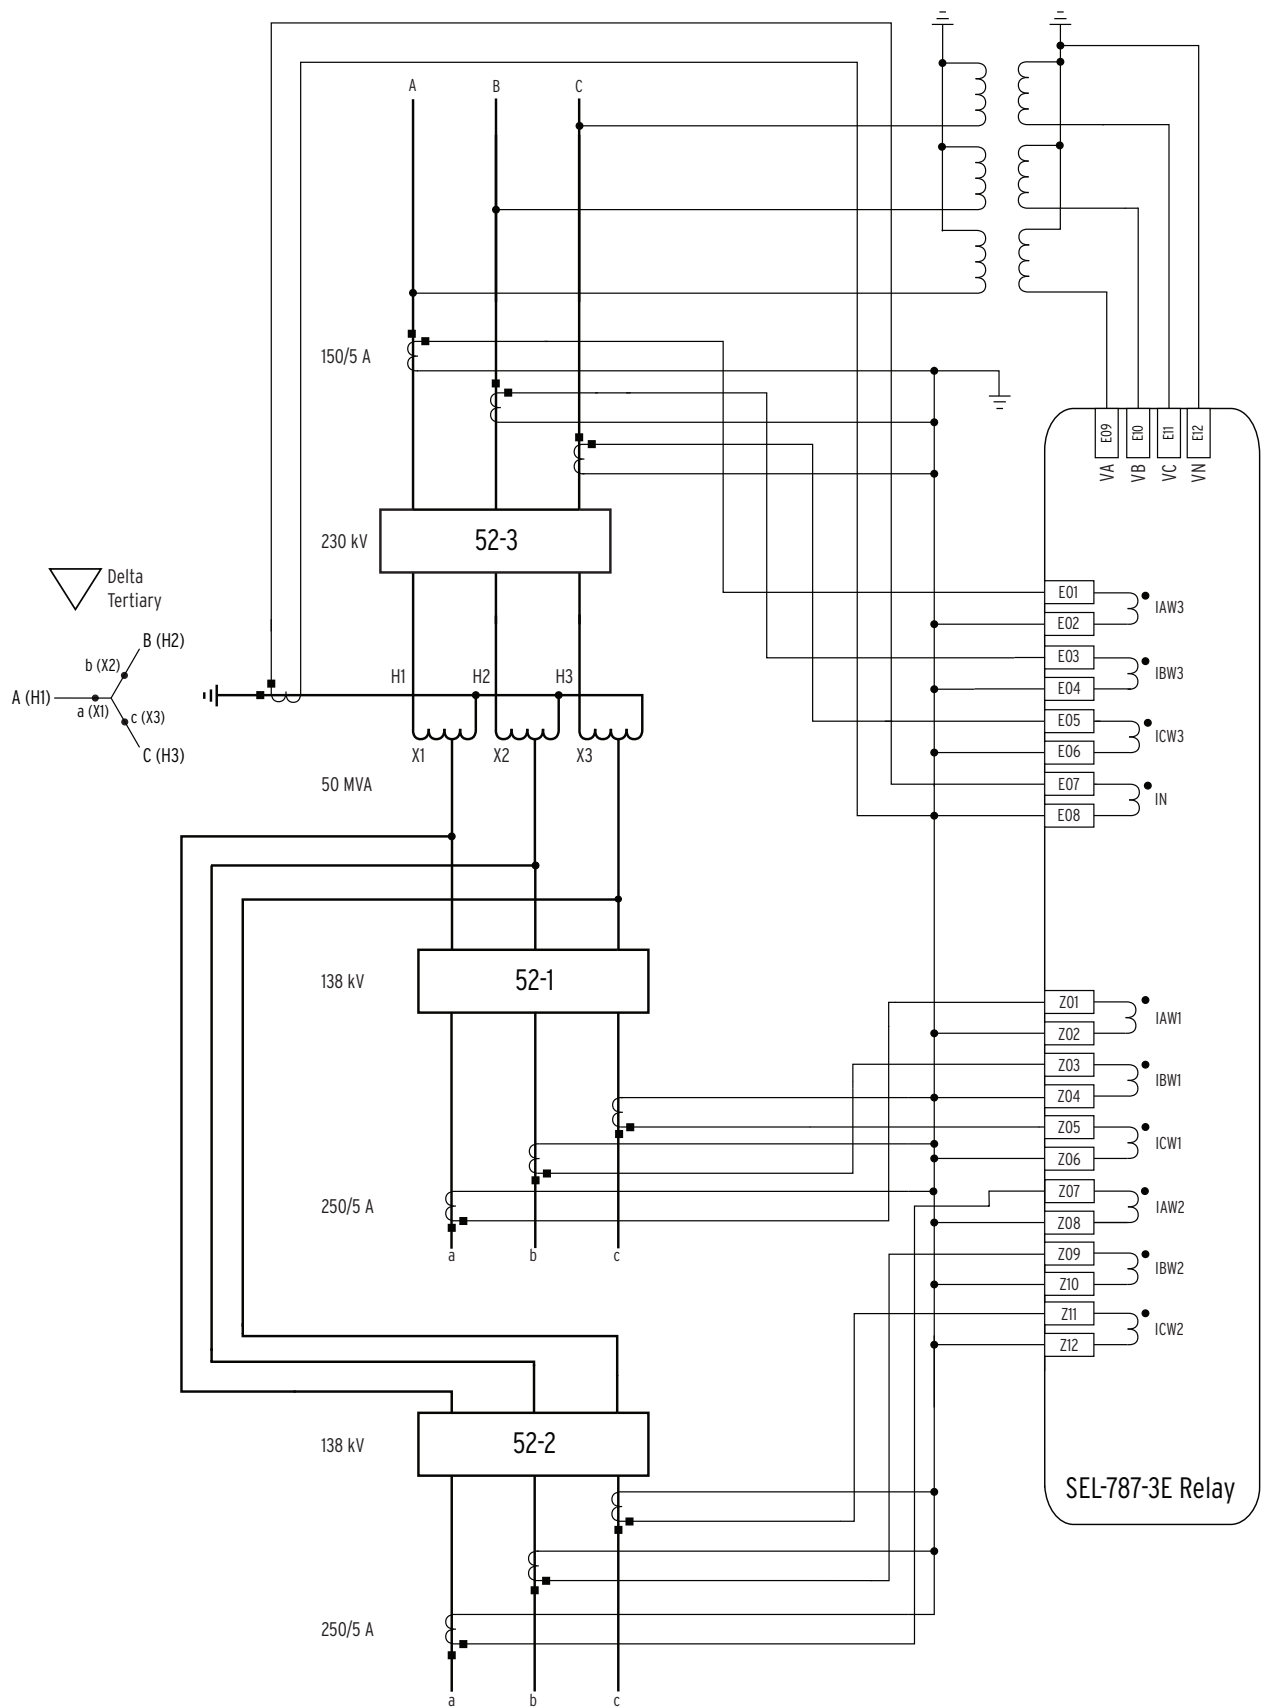 A
B
C
150/5 A
E09
E10
E11
E12
VA
VB
VC
VN
230 kV
52-3
Delta
Tertiary
B (H2)
b (X2)
A (H1)
a (X1)
c (X3)
C (H3)
H1
H2
H3
X1
X2
X3
50 MVA
E01
IAW3
E02
E03
IBW3
E04
E05
ICW3
E06
E07
IN
E08
138 kV
52-1
Z01
IAW1
Z02
Z03
IBW1
Z04
Z05
ICW1
Z06
Z07
IAW2
Z08
Z09
IBW2
Z10
Z11
ICW2
Z12
250/5 A
a
b
c
138 kV
52-2
SEL-787-3E Relay
250/5 A
a
b
c